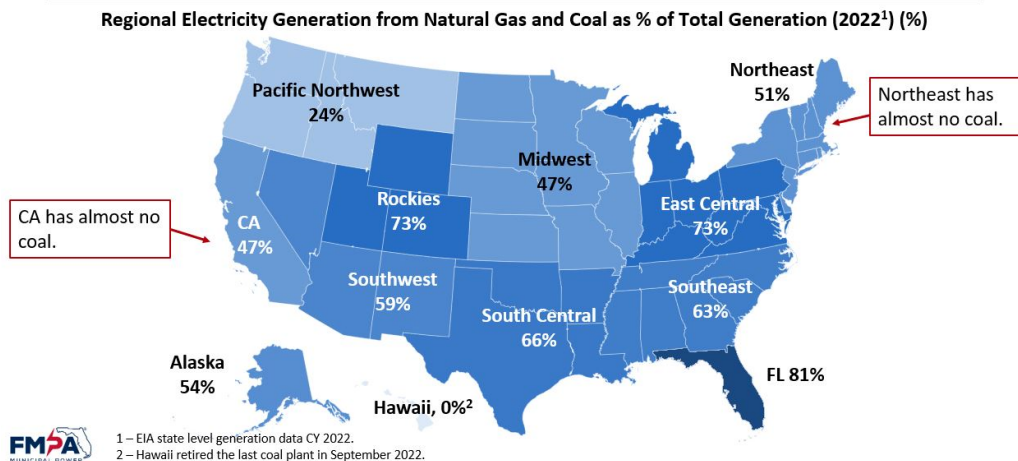 Regional Electricity Generation from Natural Gas and Coal as % of Total Generation (2022¹) (%)
Northeast
51%
Northeast has
almost no coal.
Pacific Northwest
24%
Midwest
47%
Rockies
73%
East Central
73%
CA has almost no
coal.
CA
47%
Southwest
59%
South Central
66%
Southeast
63%
Alaska
54%
Hawaii, 0%²
FL 81%
FMPA
MUNICIPAL POWER
1 – EIA state level generation data CY 2022.
2 – Hawaii retired the last coal plant in September 2022.